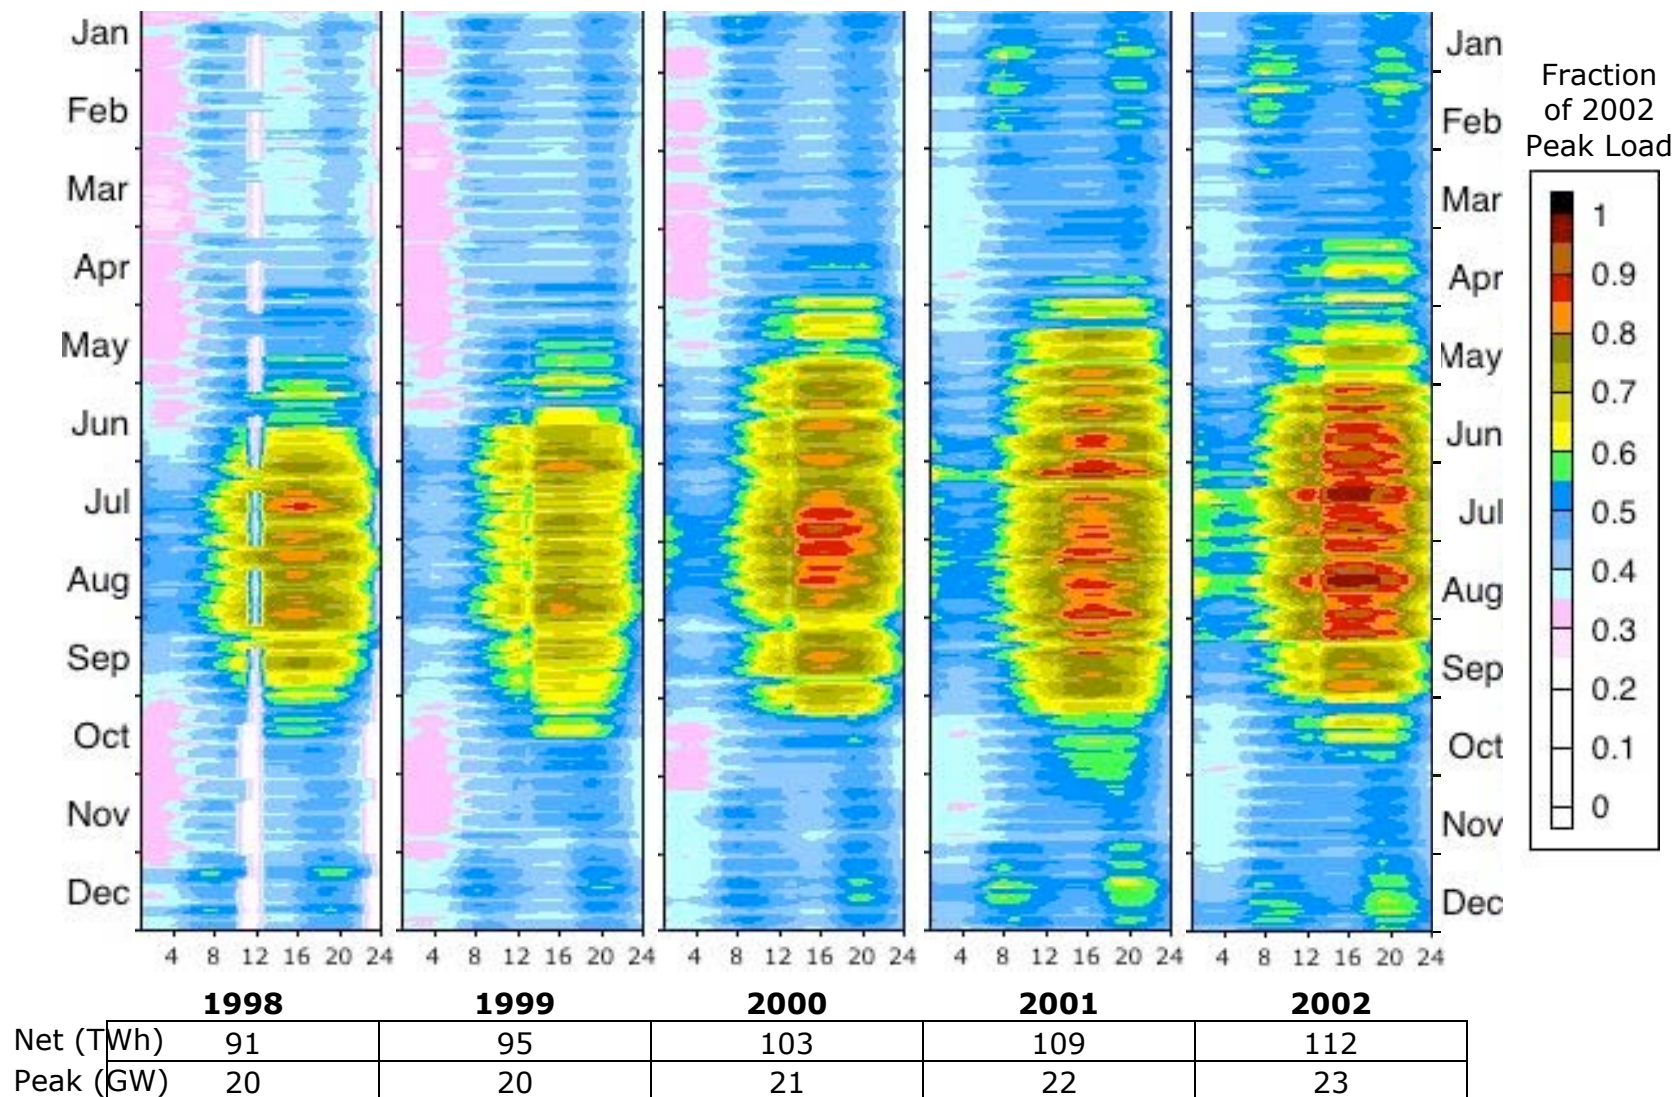 Jan
Feb
Mar
Apr
May
Jun
Jul
Aug
Sep
Oct
Nov
Dec
4 8 12 16 20 24
4 8 12 16 20 24
4 8 12 16 20 24
4 8 12 16 20 24
4 8 12 16 20 24
Jan
Feb
Mar
Apr
May
Jun
Jul
Aug
Sep
Oct
Nov
Dec
Fraction
of 2002
Peak Load
1
0.9
0.8
0.7
0.6
0.5
0.4
0.3
0.2
0.1
0
1998 1999 2000 2001 2002
Net (TWh) 91 95 103 109 112
Peak (GW) 20 20 21 22 23